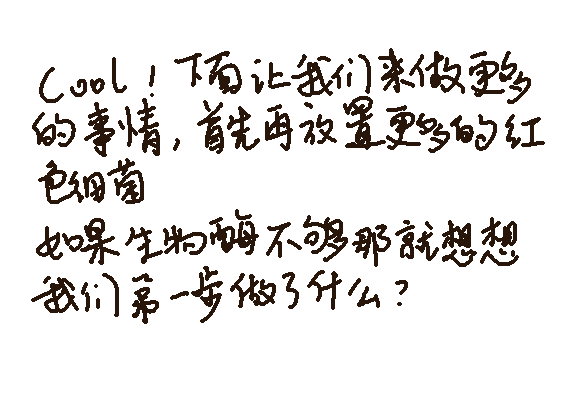 Cool！下面让我们来做更多
的事情，首先再放置更多的红
色细菌
如果生物酶不够那就想想
我们第一步做了什么？